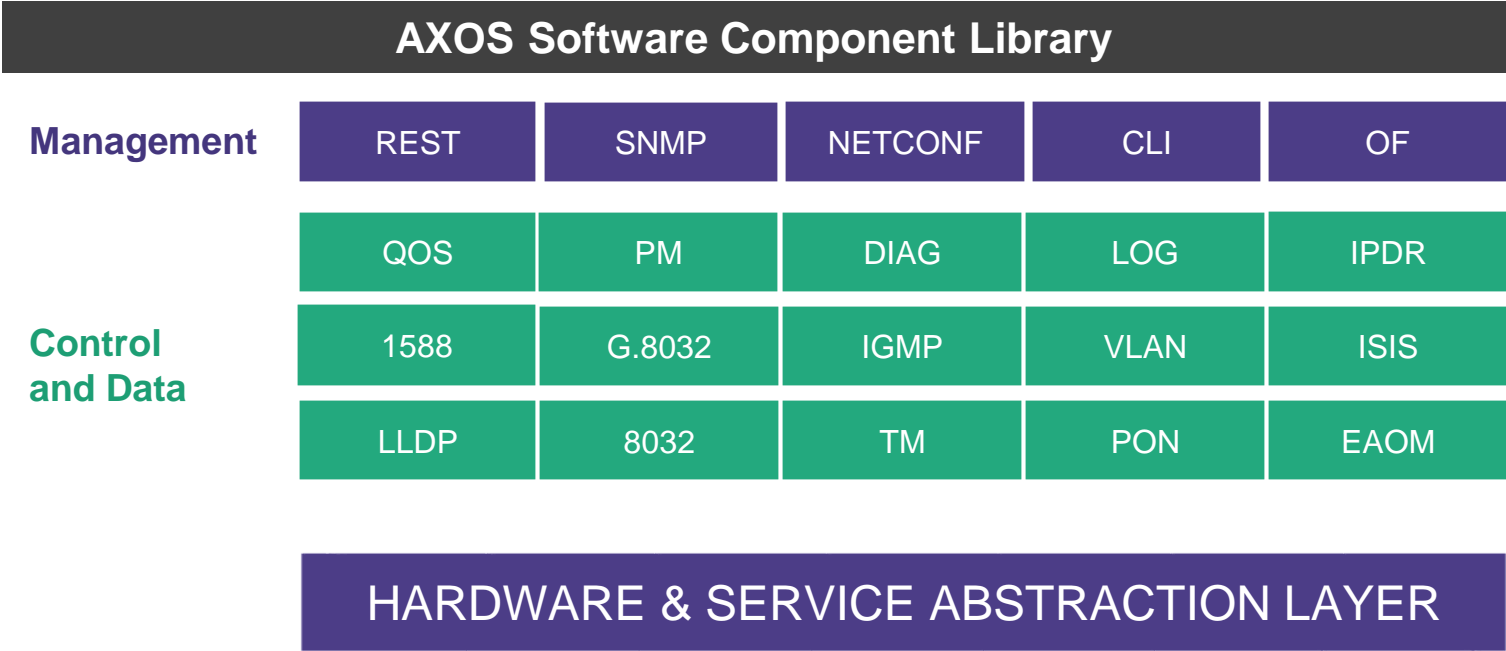 AXOS Software Component Library
Management
REST SNMP NETCONF CLI OF
QOS PM DIAG LOG IPDR
Control
and Data
1588 G.8032 IGMP VLAN ISIS
LLDP 8032 TM PON EAOM
HARDWARE & SERVICE ABSTRACTION LAYER